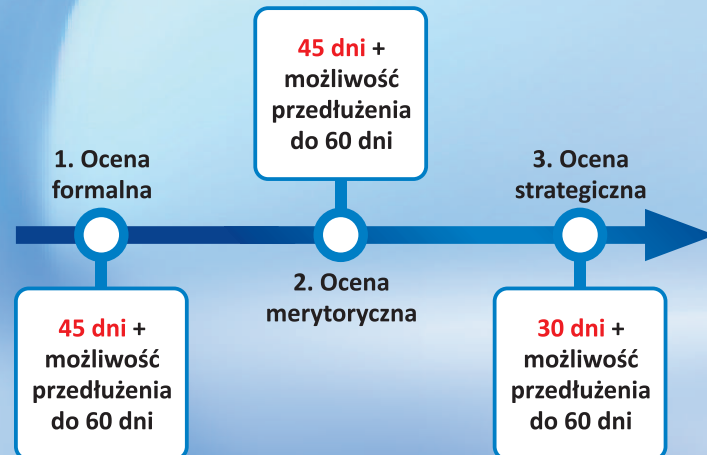 1. Ocena
formalna
45 dni +
możliwość
przedłużenia
do 60 dni
45 dni +
możliwość
przedłużenia
do 60 dni
2. Ocena
merytoryczna
3. Ocena
strategiczna
30 dni +
możliwość
przedłużenia
do 60 dni